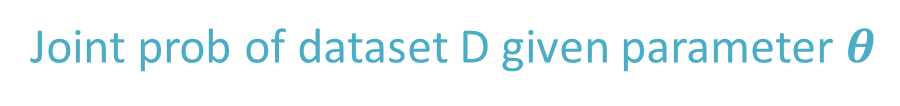 Joint prob of dataset D given parameter 𝜽